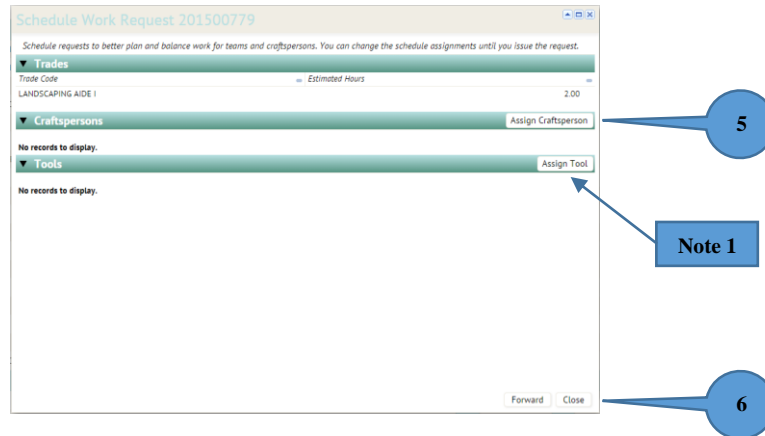 Schedule Work Request 201500779
Schedule requests to better plan and balance work for teams and craftspersons. You can change the schedule assignments until you issue the request.
Trades
Trade Code Estimated Hours
LANDSCAPING AIDE I 2.00
Craftspersons Assign Craftsperson
5
No records to display.
Tools Assign Tool
No records to display.
Note 1
Forward Close
6